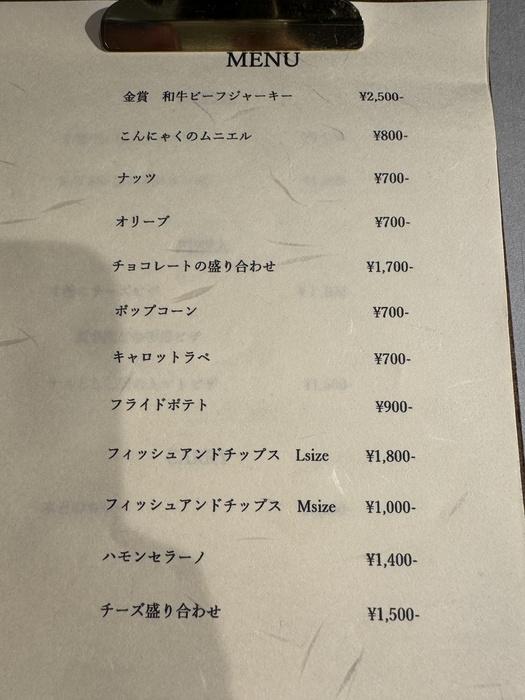 MENU
金賞　和牛ビーフジャーキー ¥2,500-
こんにゃくのムニエル ¥800-
ナッツ ¥700-
オリーブ ¥700-
チョコレートの盛り合わせ ¥1,700-
ポップコーン ¥700-
キャロットラペ ¥700-
フライドポテト ¥900-
フィッシュアンドチップス　Lsize ¥1,800-
フィッシュアンドチップス　Msize ¥1,000-
ハモンセラーノ ¥1,400-
チーズ盛り合わせ ¥1,500-